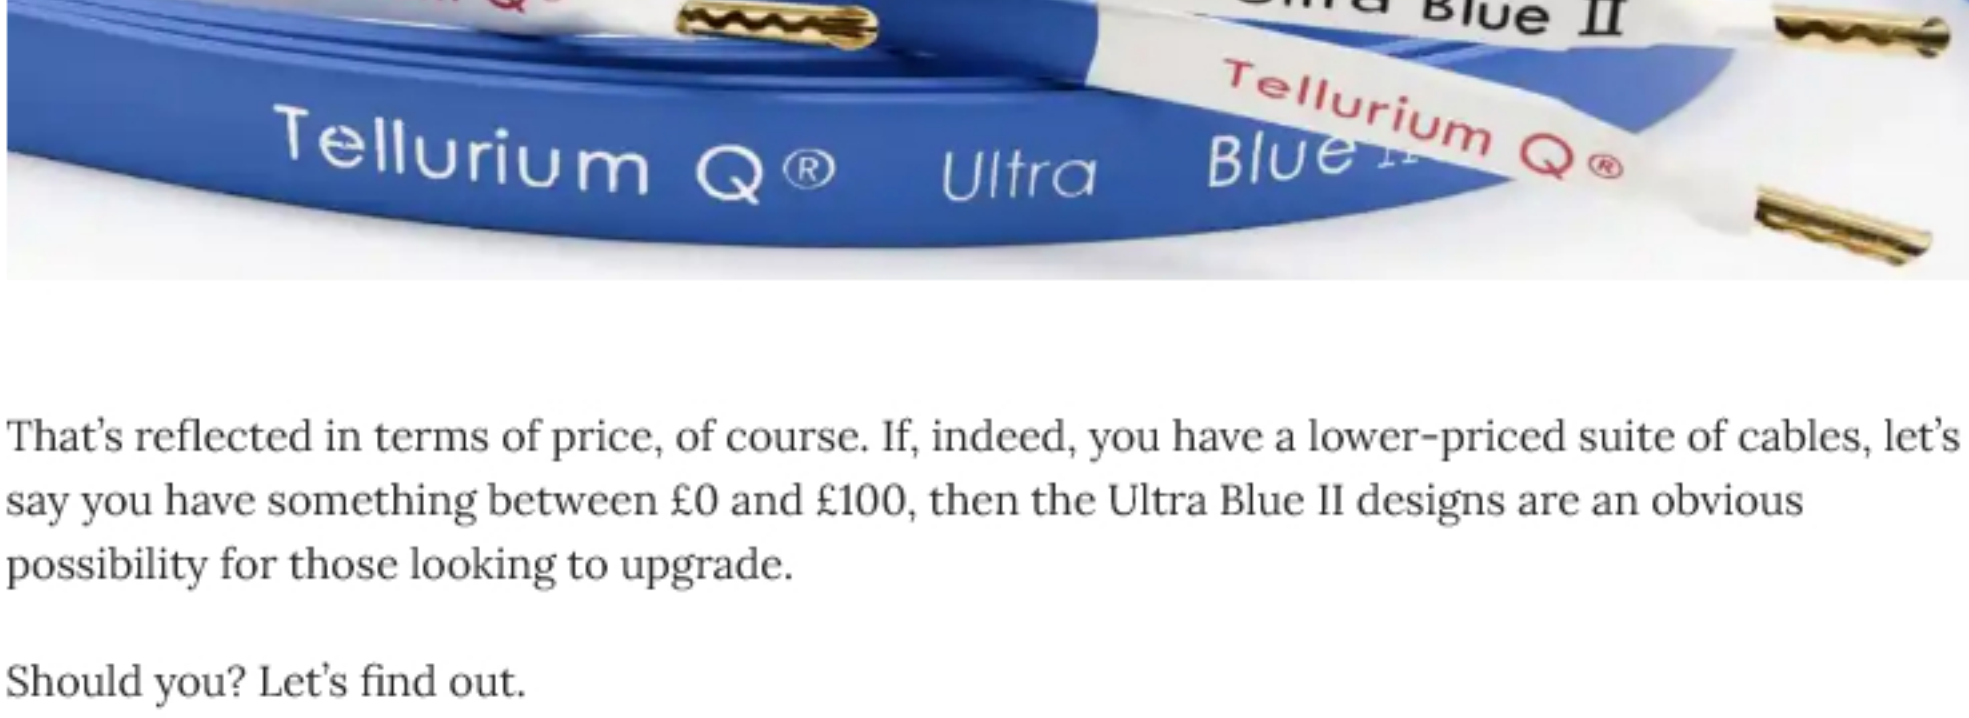 Q
Blue II
Tellurium Q®
Tellurium Q® Ultra Blue II
That’s reflected in terms of price, of course. If, indeed, you have a lower-priced suite of cables, let’s
say you have something between £0 and £100, then the Ultra Blue II designs are an obvious
possibility for those looking to upgrade.
Should you? Let’s find out.